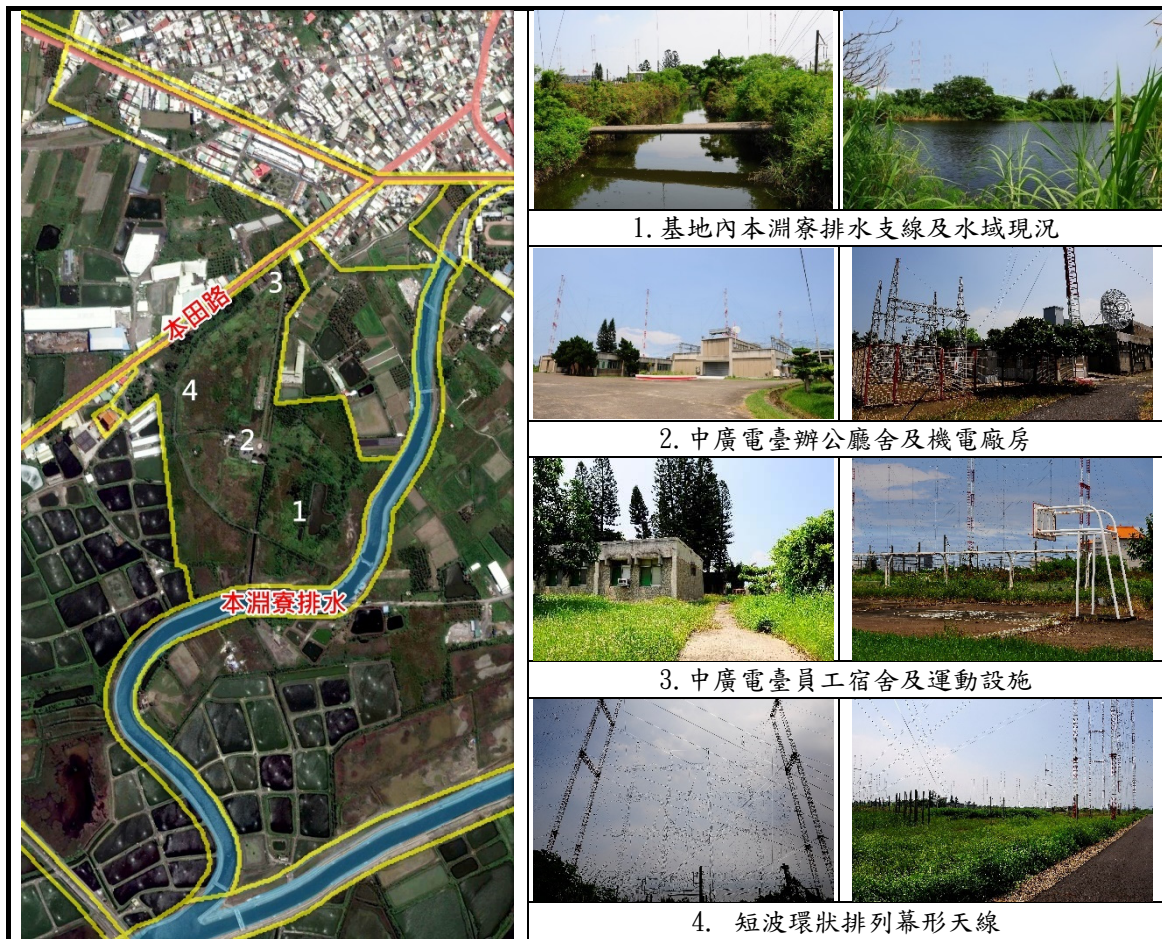 本田路
3
4
2
1
本淵寮排水
1.基地內本淵寮排水支線及水域現況
2.中廣電臺辦公廳舍及機電廠房
3.中廣電臺員工宿舍及運動設施
4. 短波環狀排列幕形天線